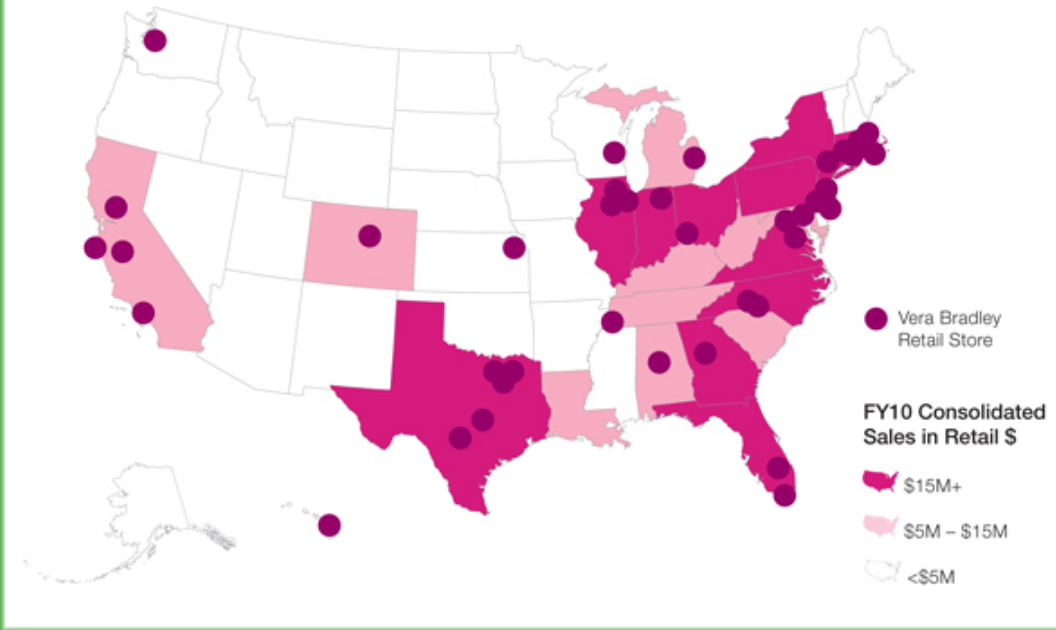 Vera Bradley
Retail Store
FY10 Consolidated
Sales in Retail $
$15M+
$5M – $15M
<$5M